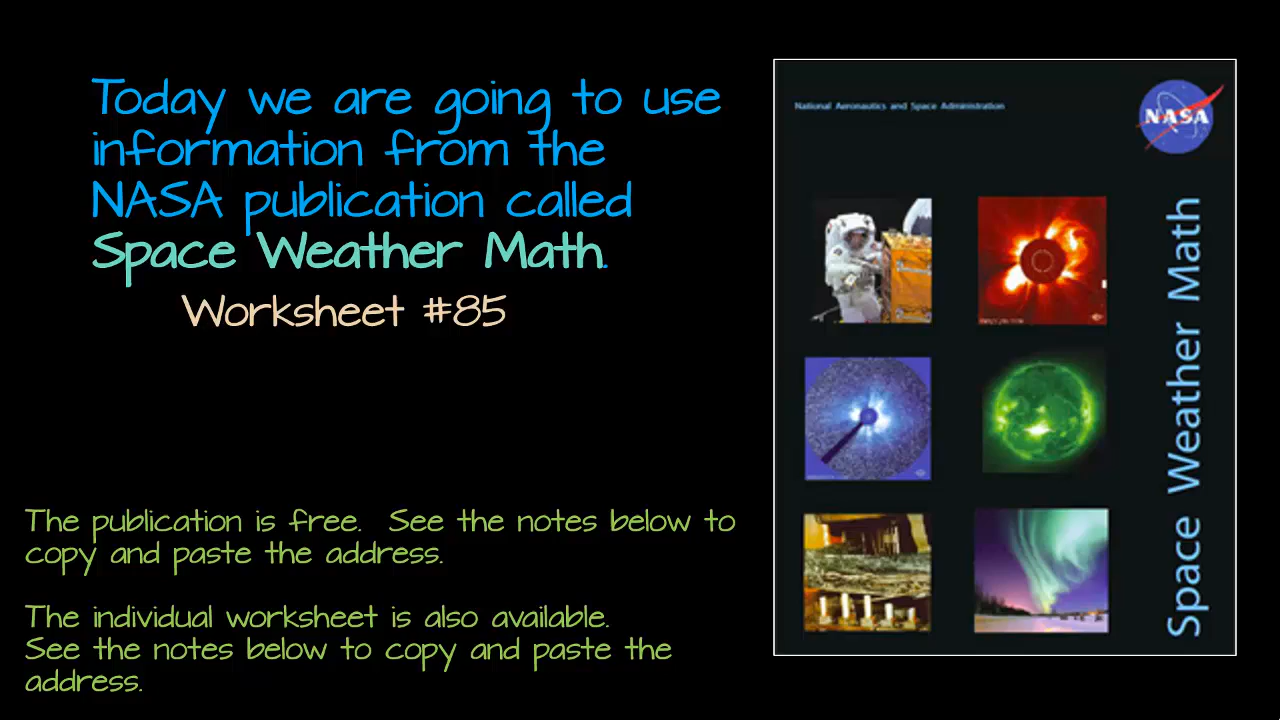 Today we are going to use
information from the
NASA publication called
Space Weather Math.
Worksheet #85
The publication is free.  See the notes below to
copy and paste the address.
The individual worksheet is also available.
See the notes below to copy and paste the
address.
National Aeronautics and Space Administration
NASA
Space Weather Math